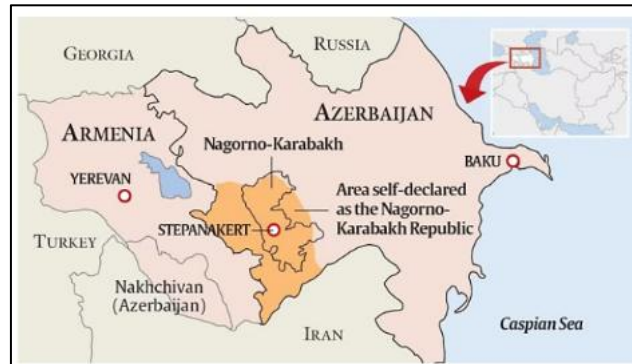 GEORGIA
RUSSIA
AZERBAIJAN
ARMENIA
Nagorno-Karabakh
YEREVAN
BAKU
Area self-declared
as the Nagorno-
Karabakh Republic
STEPANAKERT
TURKEY
Nakhchivan
(Azerbaijan)
IRAN
Caspian Sea